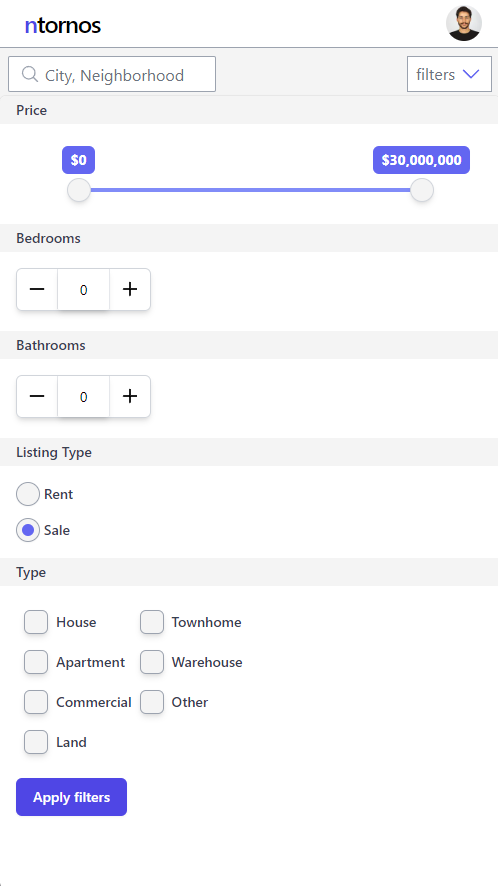 ntornos
City, Neighborhood
filters
Price
$0
$30,000,000
Bedrooms
0
Bathrooms
0
Listing Type
Rent
Sale
Type
House
Townhome
Apartment
Warehouse
Commercial
Other
Land
Apply filters